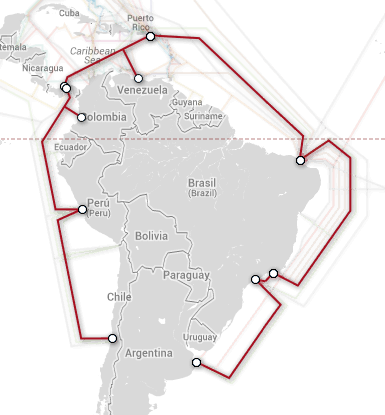 Cuba
Puerto
Rico
Caribbean
Sea
Nicaragua
Venezuela
Guyana
Suriname
Colombia
Ecuador
Brasil
(Brazil)
Perú
(Peru)
Bolivia
Paraguay
Chile
Uruguay
Argentina